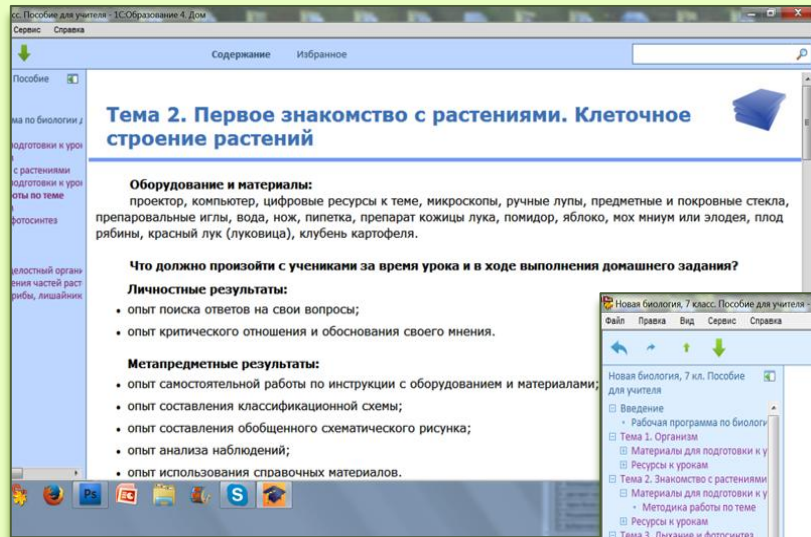 сс. Пособие для учителя - 1С:Образование 4. Дом
Сервис Справка
Содержание Избранное
Пособие
ма по биологии д
подготовки к уро
с растениями
подготовки к уро
оты по теме
фотосинтез
целостный орган
ения частей раст
рибы, лишайник
Тема 2. Первое знакомство с растениями. Клеточное
строение растений
Оборудование и материалы:
проектор, компьютер, цифровые ресурсы к теме, микроскопы, ручные лупы, предметные и покровные стекла,
препаровальные иглы, вода, нож, пипетка, препарат кожицы лука, помидор, яблоко, мох мниум или элодея, плод
рябины, красный лук (луковица), клубень картофеля.
Что должно произойти с учениками за время урока и в ходе выполнения домашнего задания?
Личностные результаты:
• опыт поиска ответов на свои вопросы;
• опыт критического отношения и обоснования своего мнения.
Метапредметные результаты:
• опыт самостоятельной работы по инструкции с оборудованием и материалами;
• опыт составления классификационной схемы;
• опыт составления обобщенного схематического рисунка;
• опыт анализа наблюдений;
• опыт использования справочных материалов.
Ps
S
Новая биология, 7 класс. Пособие для учителя -
Файл Правка Вид Сервис Справка
Новая биология, 7 кл. Пособие
для учителя
Введение
• Рабочая программа по биологи
Тема 1. Организм
Материалы для подготовки к у
Ресурсы к урокам
Тема 2. Знакомство с растениями
Материалы для подготовки к у
• Методика работы по теме
Ресурсы к урокам
Тема 3. Дыхание и фотосинтез